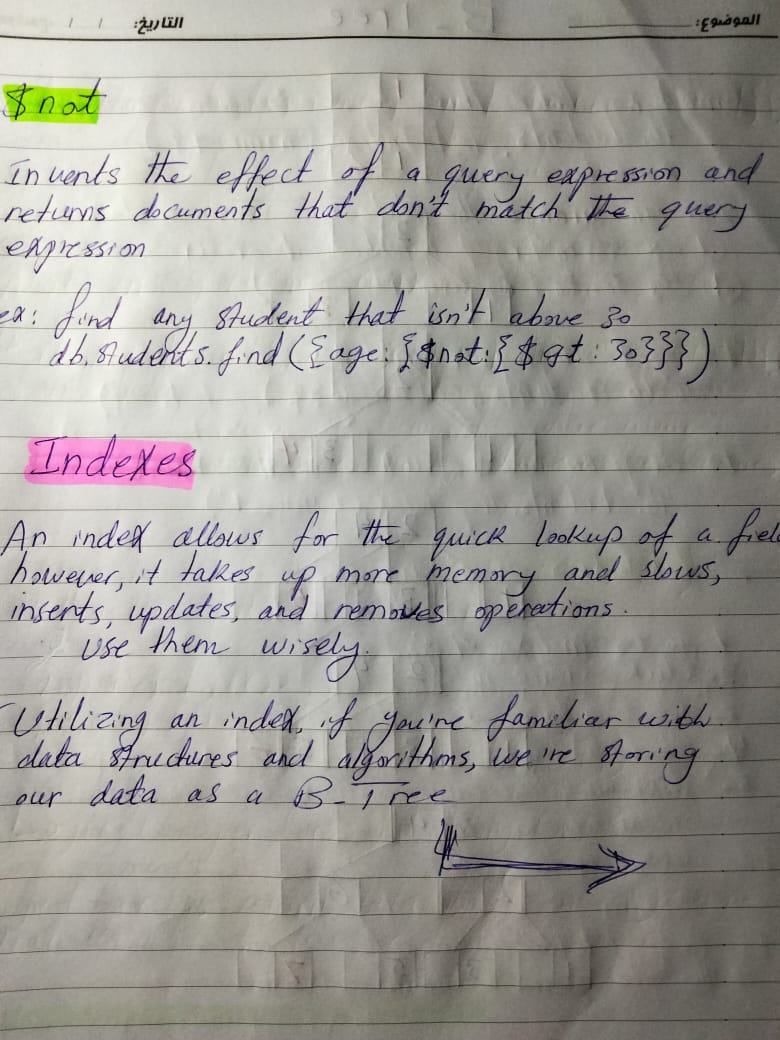 الموضوع: التاريخ: / /
$not
Invents the effect of a query expression and
returns documents that don't match the query
expression
ex: find any student that isn't above 30
db.students.find({age:{$not:{$gt:30}}})
Indexes
An index allows for the quick lookup of a field
however, it takes up more memory and slows,
inserts, updates, and removes operations.
use them wisely.
Utilizing an index, if you're familiar with
data structures and algorithms, we're storing
our data as a B-Tree